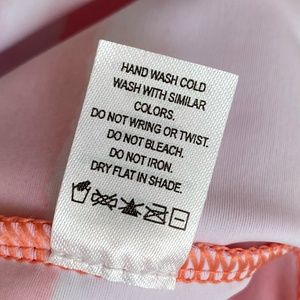 HAND WASH COLD
WASH WITH SIMILAR
COLORS.
DO NOT WRING OR TWIST.
DO NOT BLEACH.
DO NOT IRON.
DRY FLAT IN SHADE.